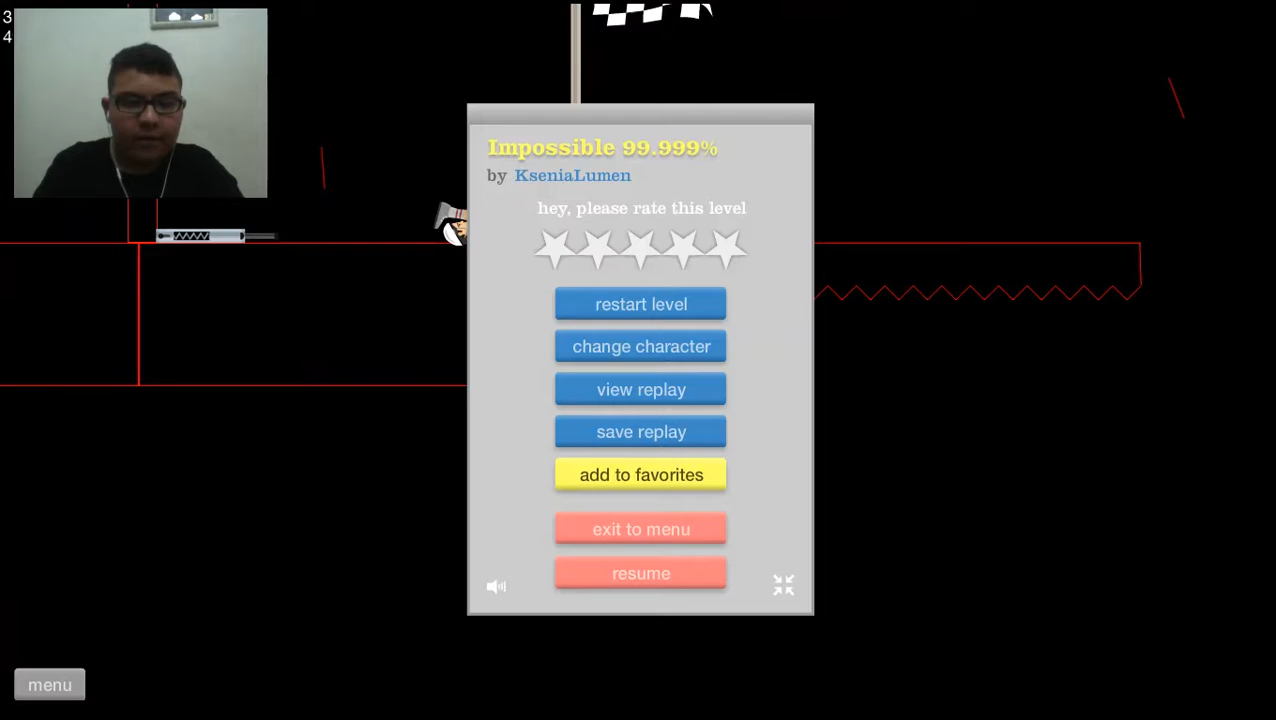 3
4
Impossible 99.999%
by KseniaLumen
hey, please rate this level
restart level
change character
view replay
save replay
add to favorites
exit to menu
resume
menu